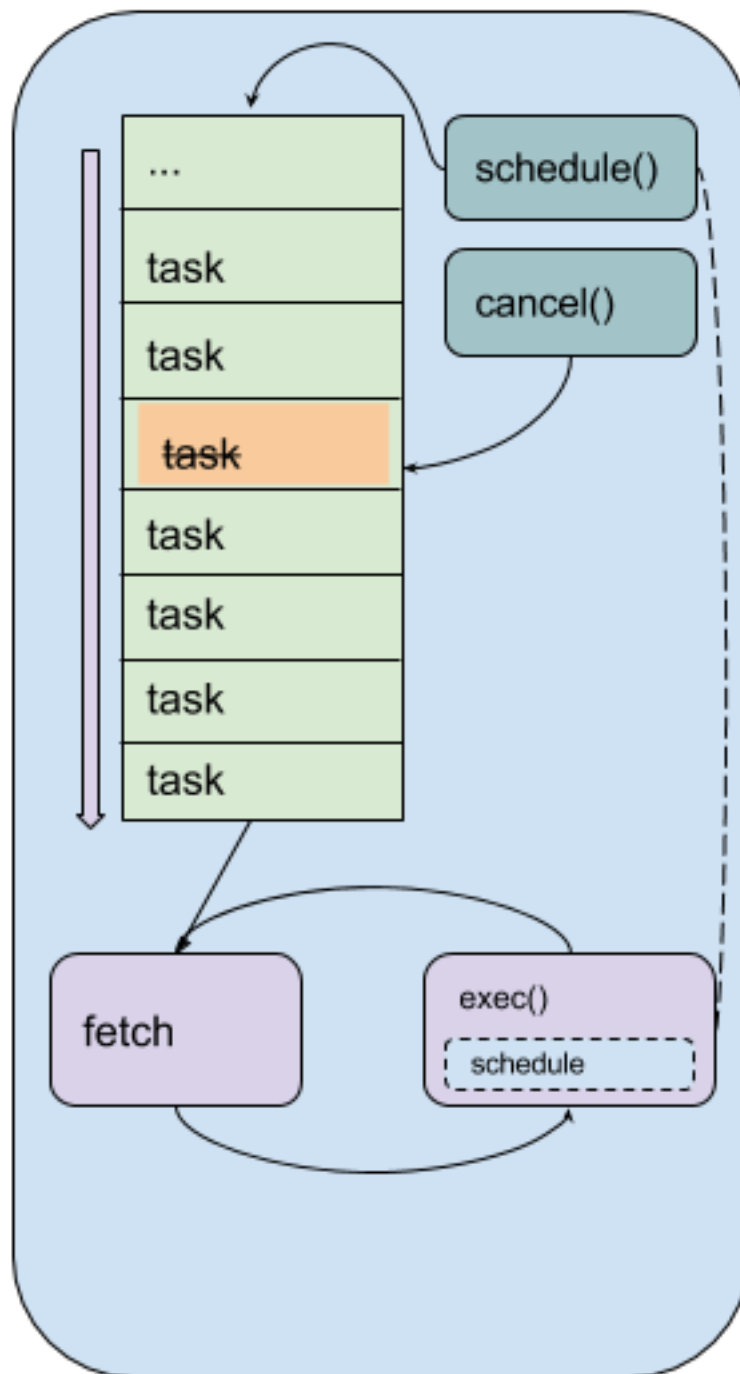 ...
schedule()
task
cancel()
task
task
task
task
task
task
fetch
exec()
schedule